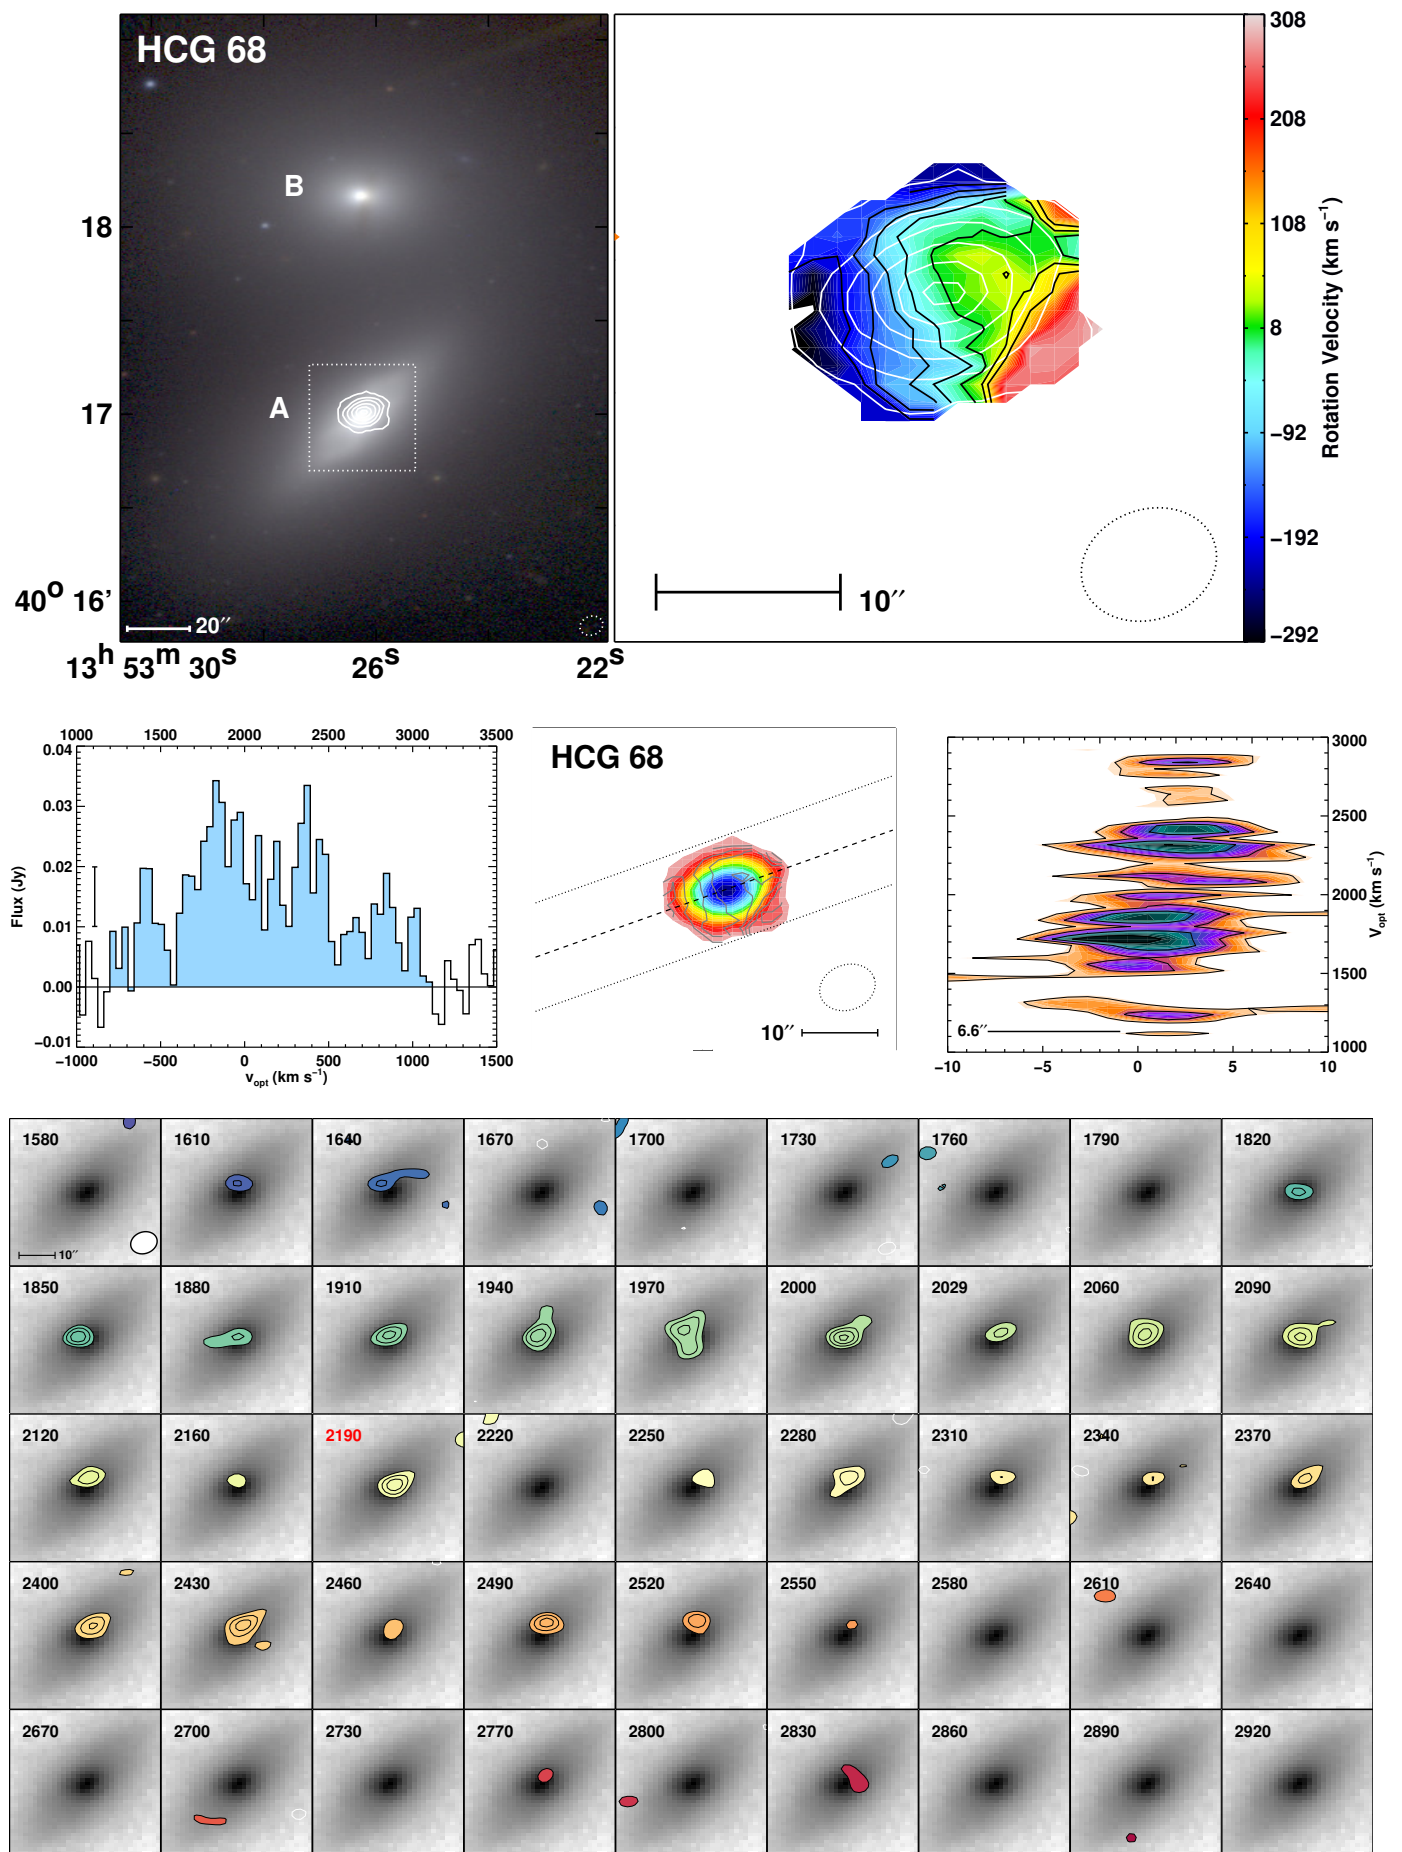 HCG 68
B
A
18
17
40° 16′
20′′
13h 53m 30s
26s
22s
10′′
308
208
108
8
−92
−192
−292
Rotation Velocity (km s−1)
1000 1500 2000 2500 3000 3500
0.04
0.03
0.02
0.01
0.00
−0.01
Flux (Jy)
−1000 −500 0 500 1000 1500
vopt (km s−1)
HCG 68
10′′
3000
2500
2000
1500
1000
Vopt (km s−1)
6.6′′
−10 −5 0 5 10
1580 1610 1640 1670 1700 1730 1760 1790 1820
10′′
1850 1880 1910 1940 1970 2000 2029 2060 2090
2120 2160 2190 2220 2250 2280 2310 2340 2370
2400 2430 2460 2490 2520 2550 2580 2610 2640
2670 2700 2730 2770 2800 2830 2860 2890 2920